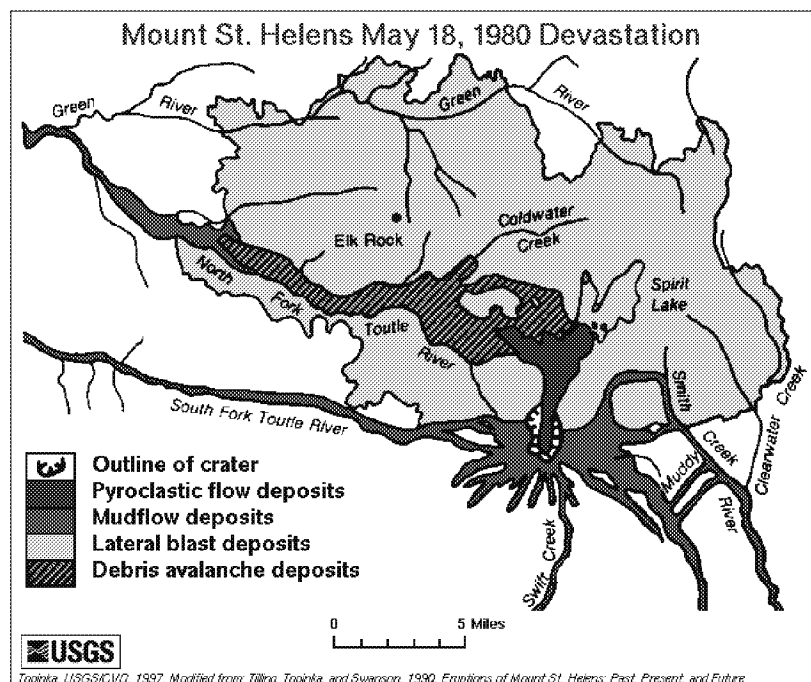 Mount St. Helens May 18, 1980 Devastation
Green
River
Green
River
Elk Rock
Coldwater
Creek
North
Fork
Toutle
River
Spirit
Lake
South Fork Toutle River
Smith
Creek
Muddy
River
Clearwater Creek
Swift Creek
Outline of crater
Pyroclastic flow deposits
Mudflow deposits
Lateral blast deposits
Debris avalanche deposits
0 5 Miles
USGS
Topinka, USGS/CVO, 1997, Modified from: Tilling, Topinka, and Swanson, 1990, Eruptions of Mount St. Helens: Past, Present, and Future